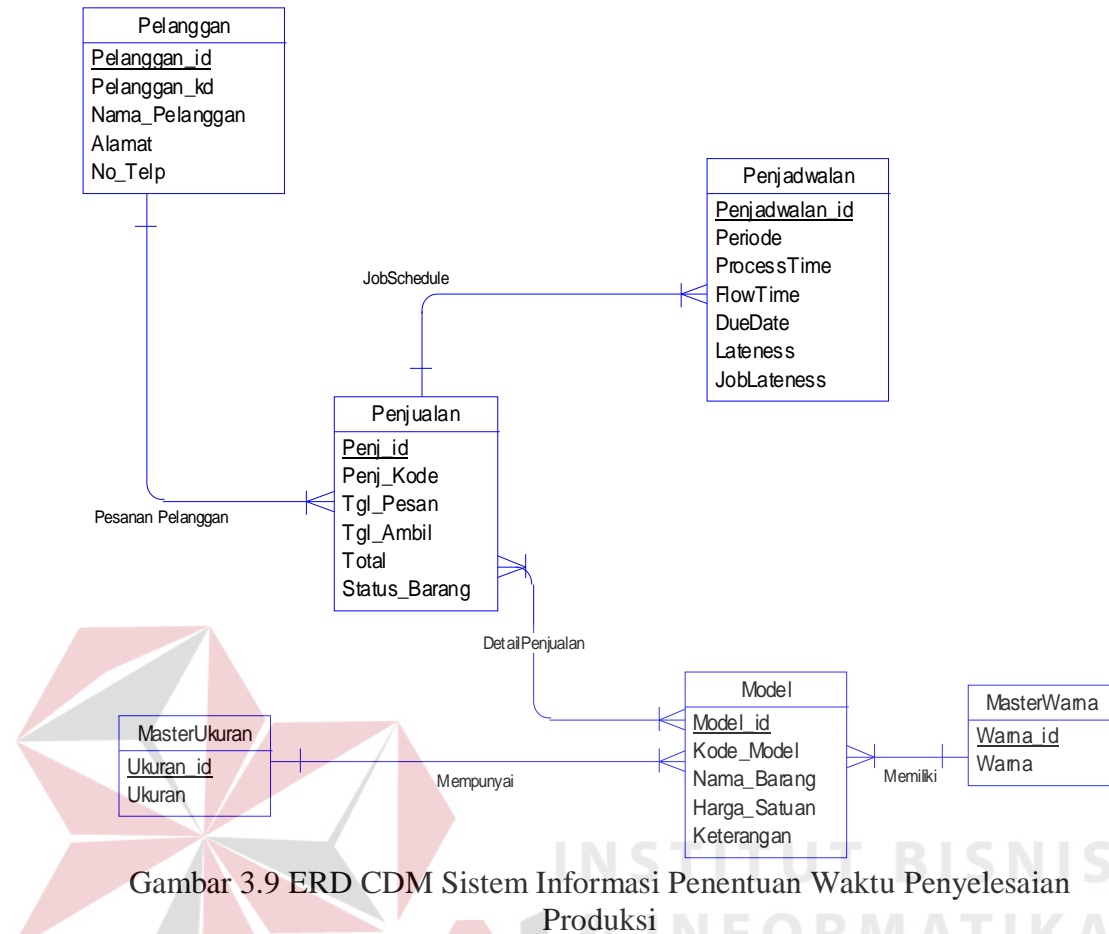 Pelanggan
Pelanggan_id
Pelanggan_kd
Nama_Pelanggan
Alamat
No_Telp
Penjadwalan
Penjadwalan_id
Periode
ProcessTime
FlowTime
DueDate
Lateness
JobLateness
JobSchedule
Penjualan
Penj_id
Penj_Kode
Tgl_Pesan
Tgl_Ambil
Total
Status_Barang
Pesanan Pelanggan
DetailPenjualan
Model
Model_id
Kode_Model
Nama_Barang
Harga_Satuan
Keterangan
MasterWarna
Warna_id
Warna
MasterUkuran
Ukuran_id
Ukuran
Mempunyai
Memiliki
INSTITUT BISNIS
INFORMATIKA
Gambar 3.9 ERD CDM Sistem Informasi Penentuan Waktu Penyelesaian
Produksi